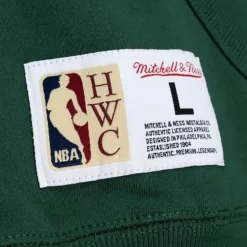 H
W
C
NBA
Mitchell & Ness
L
MITCHELL & NESS NOSTALGIA CO.
AUTHENTIC LICENSED APPAREL
DESIGNED IN PHILADELPHIA, PA
ESTABLISHED 1904
AUTHENTIC, PREMIUM, LEGENDARY